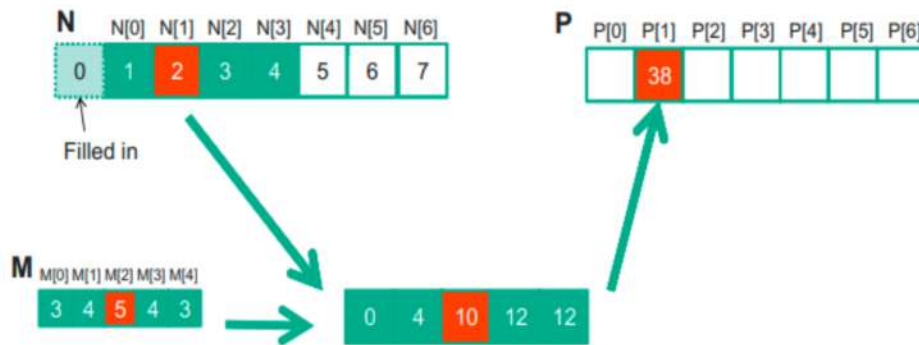 N N[0] N[1] N[2] N[3] N[4] N[5] N[6]
0 1 2 3 4 5 6 7
Filled in
P P[0] P[1] P[2] P[3] P[4] P[5] P[6]
38
M M[0] M[1] M[2] M[3] M[4]
3 4 5 4 3
0 4 10 12 12